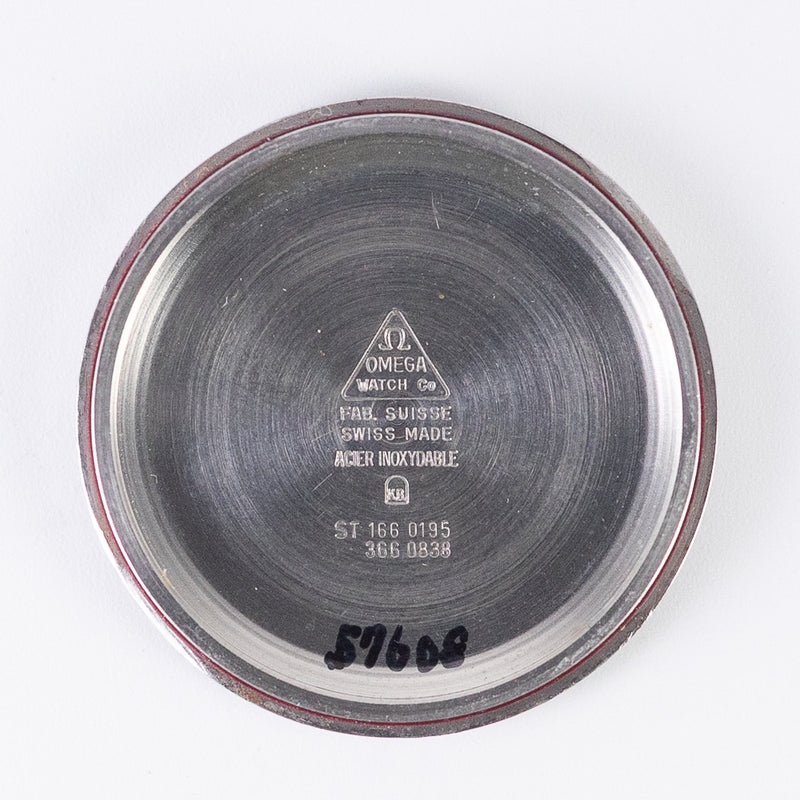 Ω
OMEGA
WATCH Co
FAB. SUISSE
SWISS MADE
ACIER INOXYDABLE
K.B.
ST 166 0195
366 0838
57608